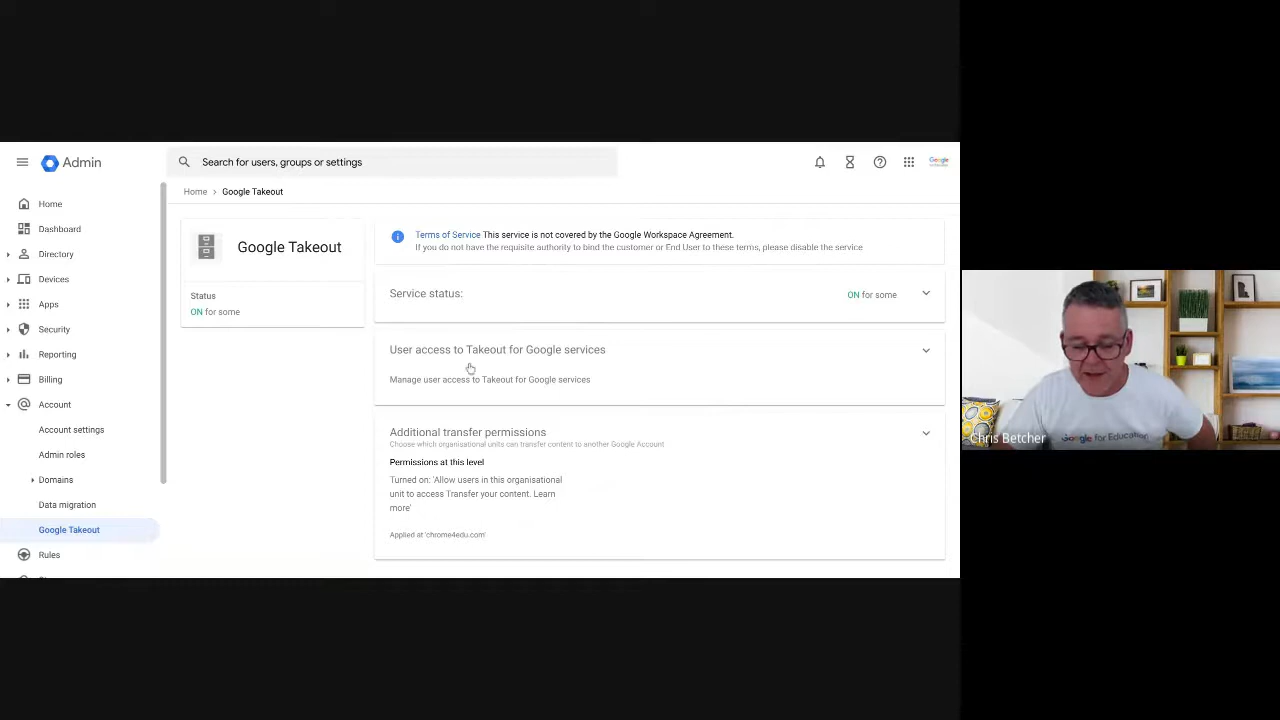 Admin
Search for users, groups or settings
Google
Home > Google Takeout
Home
Dashboard
Directory
Devices
Apps
Security
Reporting
Billing
Account
Account settings
Admin roles
Domains
Data migration
Google Takeout
Rules
Google Takeout
Status
ON for some
Terms of Service This service is not covered by the Google Workspace Agreement.
If you do not have the requisite authority to bind the customer or End User to these terms, please disable the service
Service status:
ON for some
User access to Takeout for Google services
Manage user access to Takeout for Google services
Additional transfer permissions
Choose which organisational units can transfer content to another Google Account
Permissions at this level
Turned on: 'Allow users in this organisational
unit to access Transfer your content. Learn
more'
Applied at 'chrome4edu.com'
Google for Education
Chris Betcher